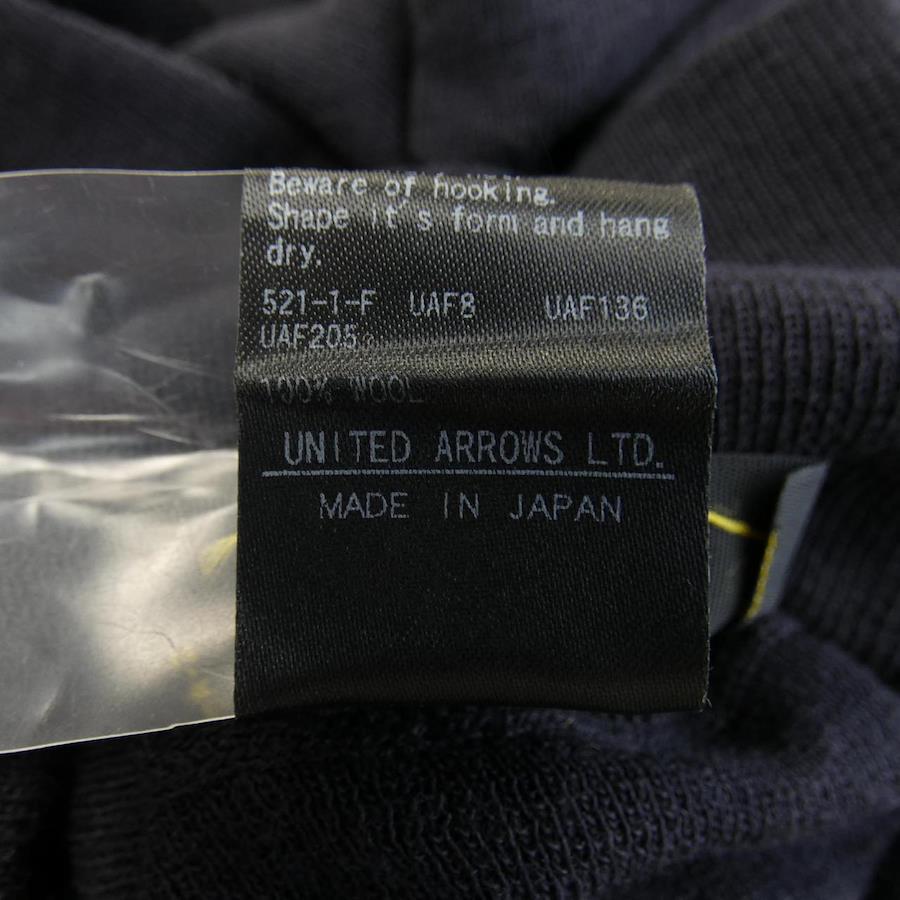 Beware of hooking.
Shape it's form and hang
dry.
521-1-F UAF8 UAF136
UAF205
100% WOOL
UNITED ARROWS LTD.
MADE IN JAPAN